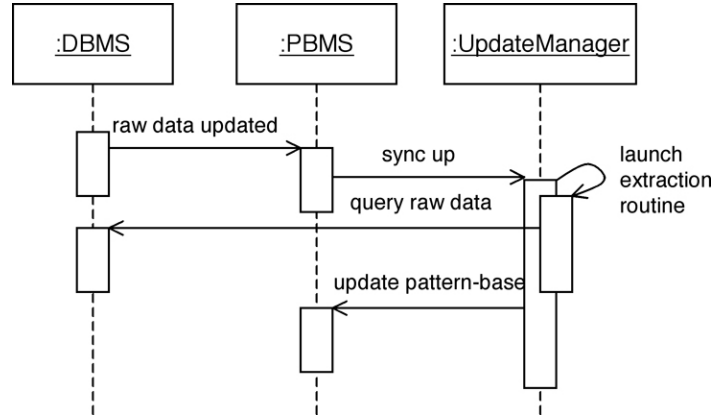 :DBMS
:PBMS
:UpdateManager
raw data updated
sync up
launch
extraction
routine
query raw data
update pattern-base